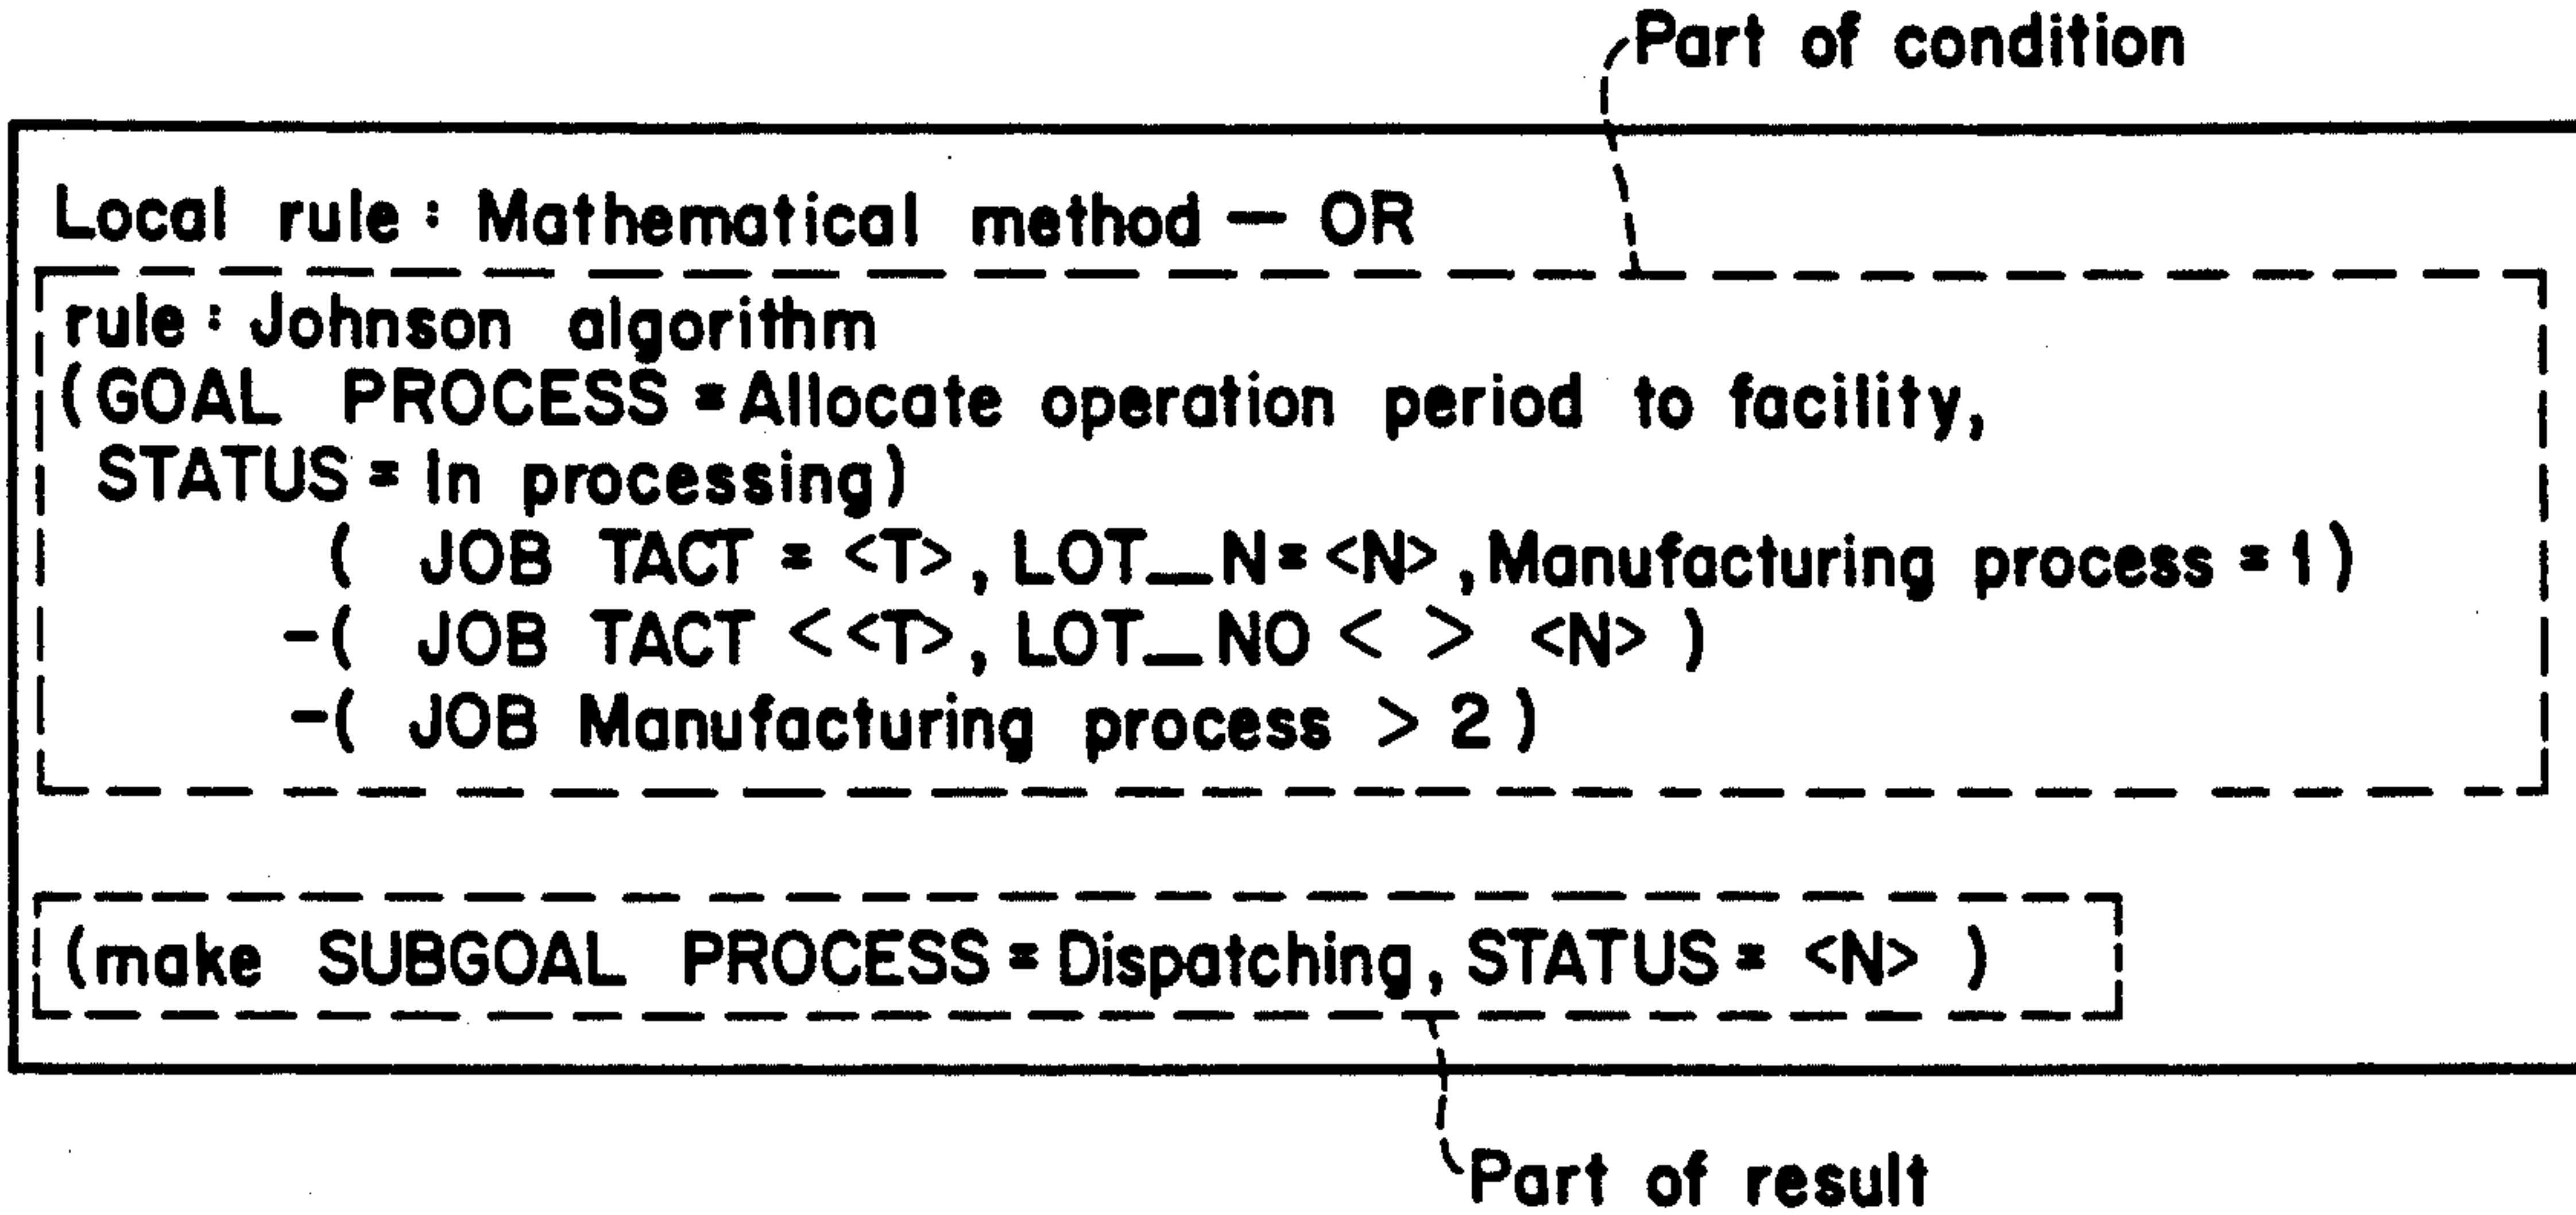 Part of condition
Local rule : Mathematical method — OR
rule : Johnson algorithm
(GOAL PROCESS = Allocate operation period to facility,
STATUS = In processing)
( JOB TACT = <T>, LOT_N = <N>, Manufacturing process = 1 )
-( JOB TACT < <T>, LOT_NO < > <N> )
-( JOB Manufacturing process > 2 )
(make SUBGOAL PROCESS = Dispatching, STATUS = <N> )
Part of result